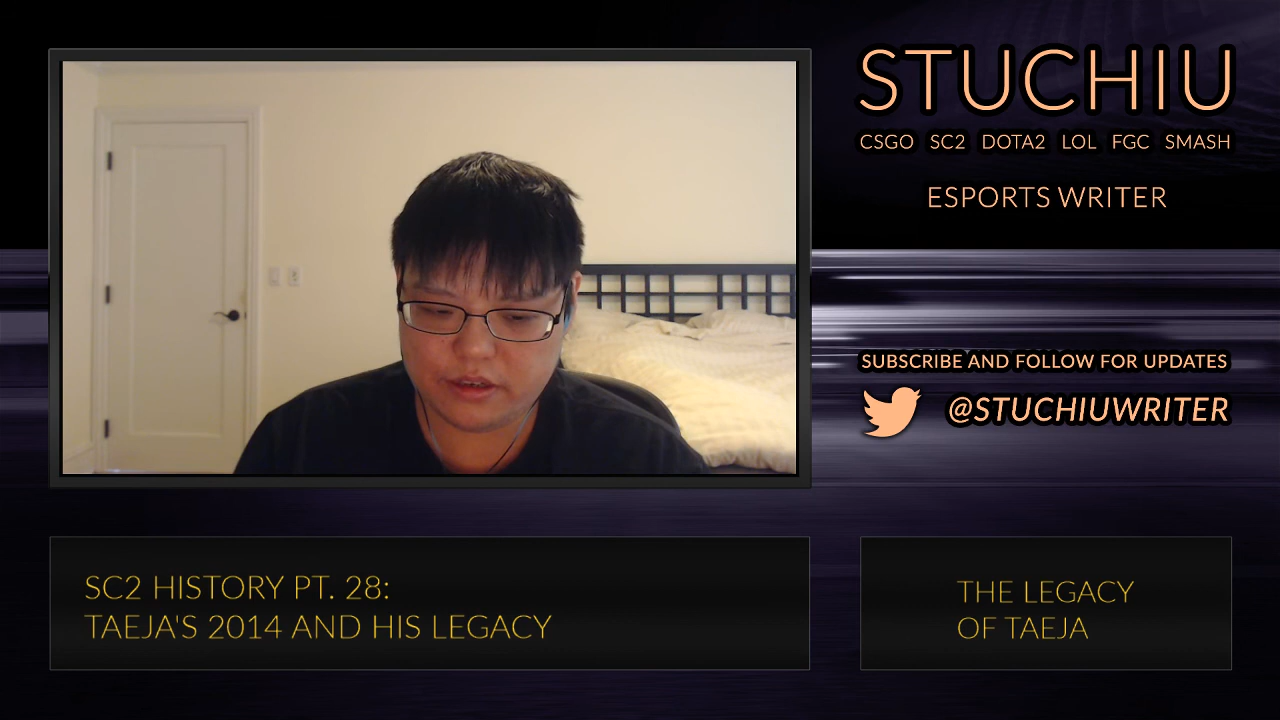 STUCHIU
CSGO SC2 DOTA2 LOL FGC SMASH
ESPORTS WRITER
SUBSCRIBE AND FOLLOW FOR UPDATES
@STUCHIUWRITER
SC2 HISTORY PT. 28:
TAEJA'S 2014 AND HIS LEGACY
THE LEGACY
OF TAEJA